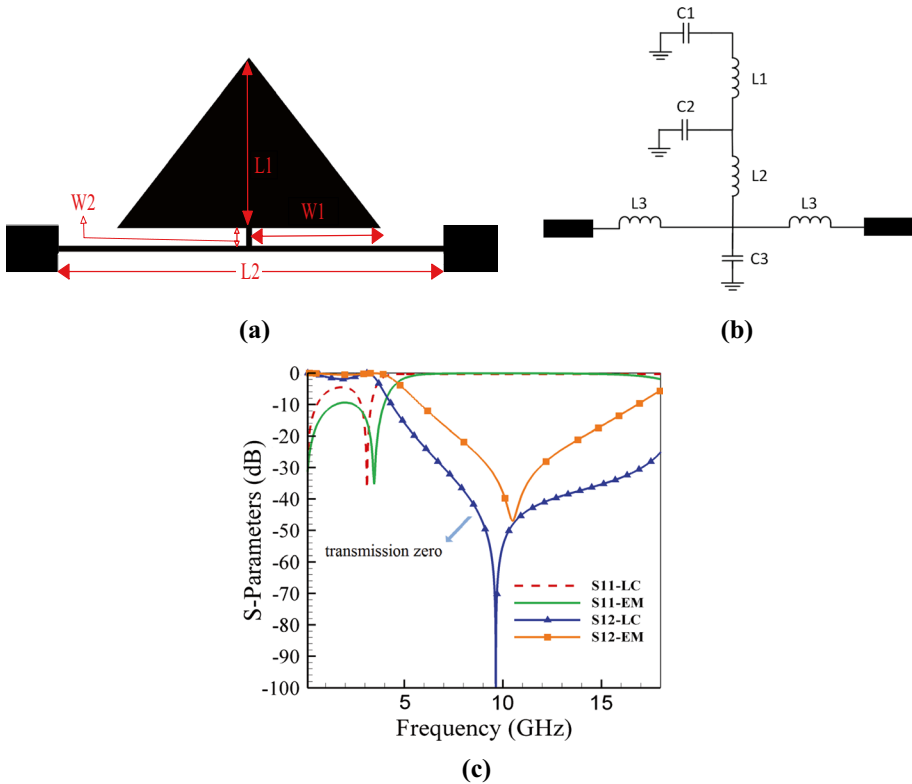 L1
W2
W1
L2
(a)
C1
L1
C2
L2
L3
L3
C3
(b)
0
-10
-20
-30
-40
-50
-60
-70
-80
-90
-100
S-Parameters (dB)
transmission zero
S11-LC
S11-EM
S12-LC
S12-EM
5
10
15
Frequency (GHz)
(c)